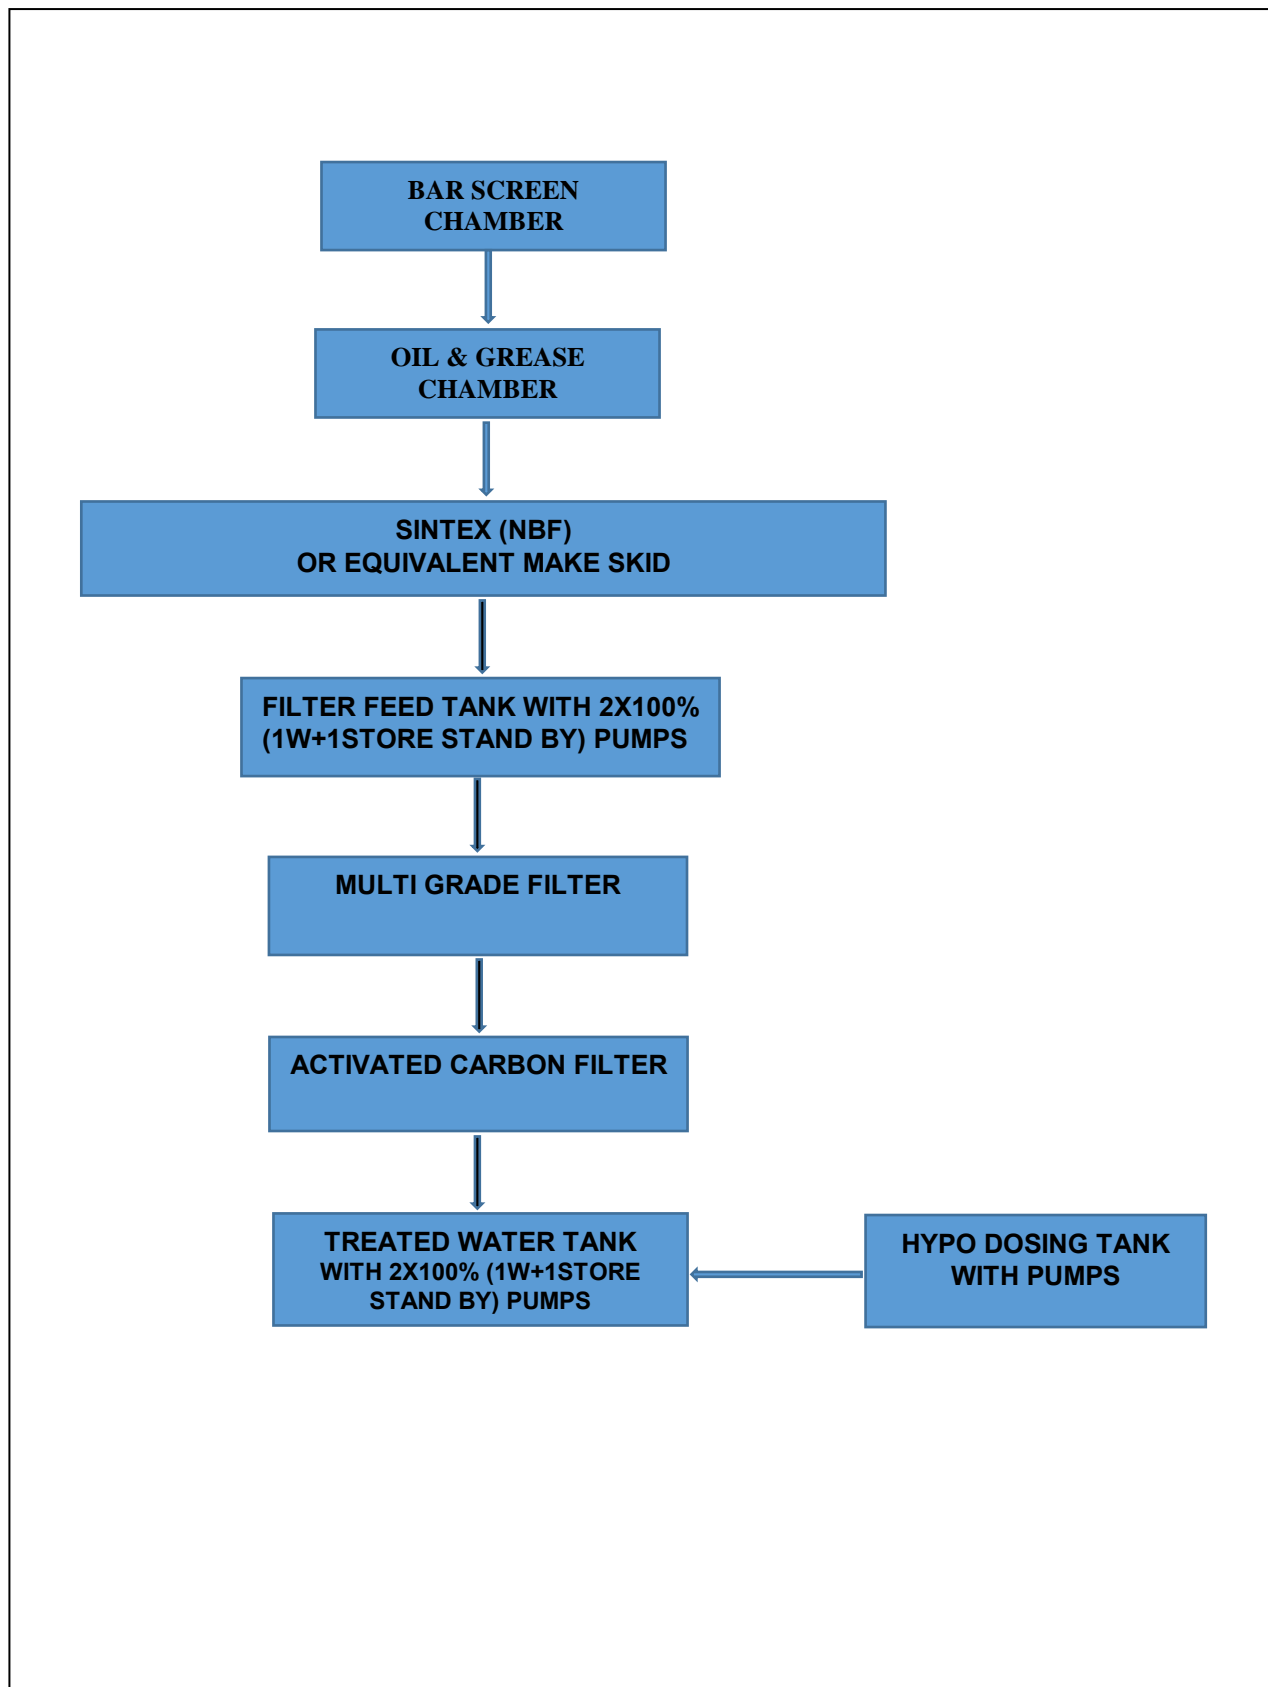 BAR SCREEN
CHAMBER
OIL & GREASE
CHAMBER
SINTEX (NBF)
OR EQUIVALENT MAKE SKID
FILTER FEED TANK WITH 2X100%
(1W+1STORE STAND BY) PUMPS
MULTI GRADE FILTER
ACTIVATED CARBON FILTER
TREATED WATER TANK
WITH 2X100% (1W+1STORE
STAND BY) PUMPS
HYPO DOSING TANK
WITH PUMPS